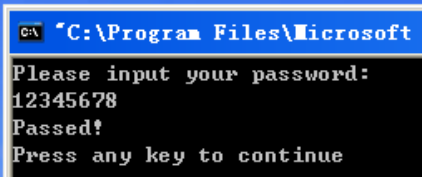 "C:\Program Files\Microsoft
Please input your password:
12345678
Passed!
Press any key to continue